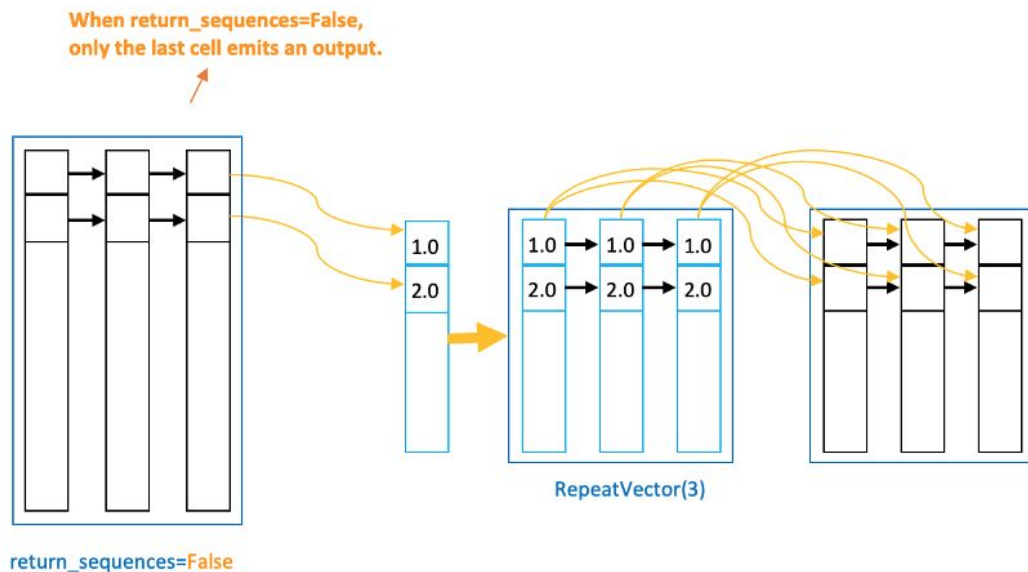 When return_sequences=False,
only the last cell emits an output.
1.0
2.0
1.0 1.0 1.0
2.0 2.0 2.0
RepeatVector(3)
return_sequences=False